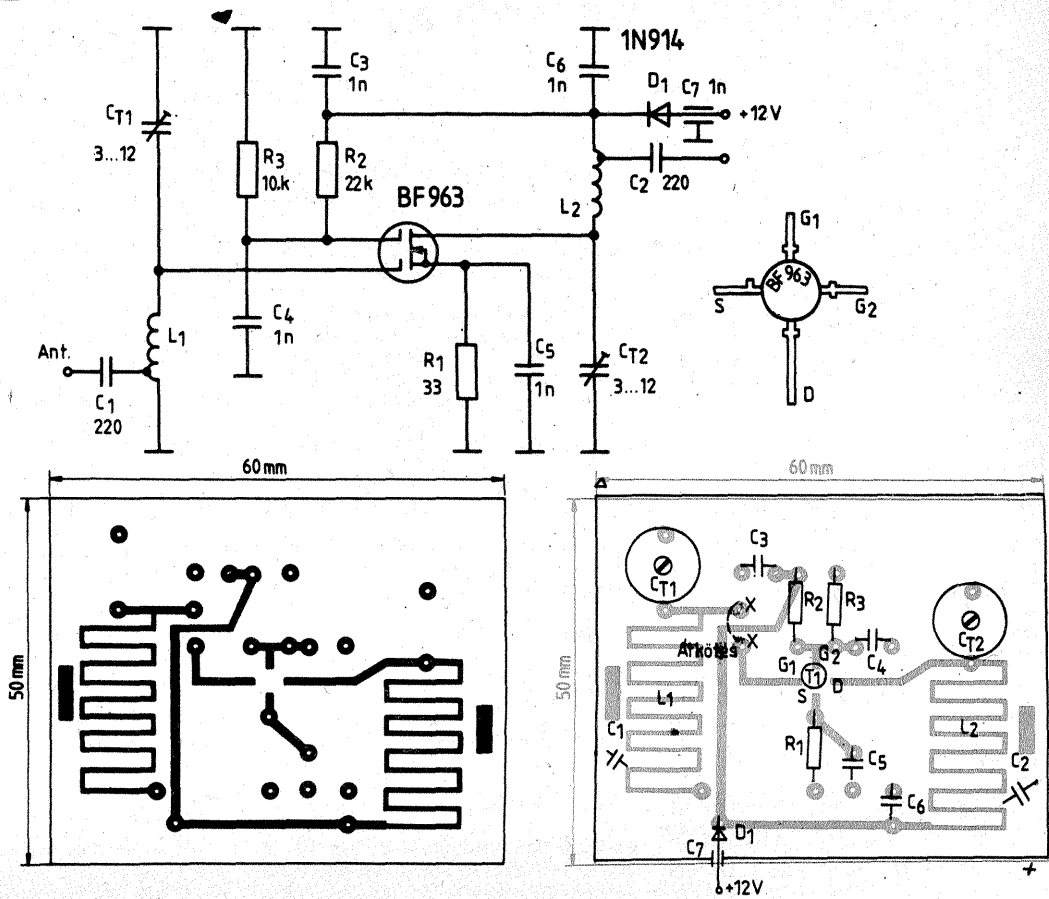 1N914
C3
1n
C6
1n
D1
C7 1n
+12V
CT1
3...12
R3
10.k
R2
22k
C2 220
BF963
L2
G1
BF963
S
G2
D
L1
C4
1n
Ant.
C1
220
R1
33
C5
1n
CT2
3...12
60mm
60mm
50mm
50mm
C3
CT1
R2
R3
X
X
Átkötés
G1
G2
C4
CT2
T1
S
D
L1
L2
C1
R1
C5
C2
C6
D1
C7
+12V
+